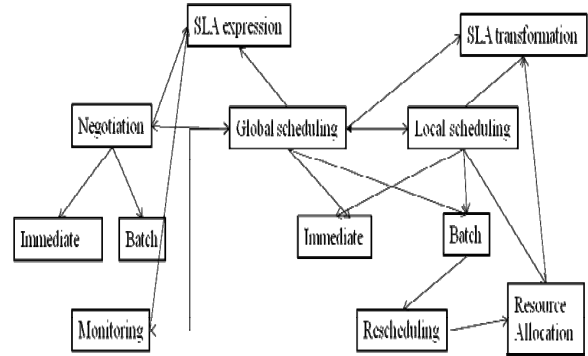 SLA expression
SLA transformation
Negotiation
Global scheduling
Local scheduling
Immediate
Batch
Immediate
Batch
Monitoring
Rescheduling
Resource
Allocation